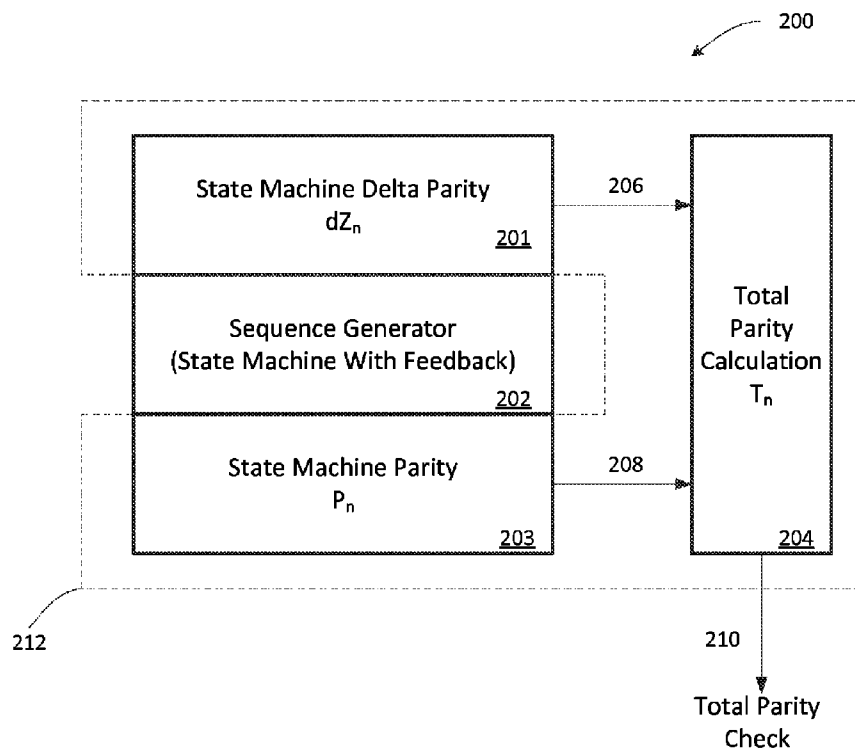 200
State Machine Delta Parity
dZn
201
206
Sequence Generator
(State Machine With Feedback)
202
State Machine Parity
Pn
203
208
Total
Parity
Calculation
Tn
204
212
210
Total Parity
Check